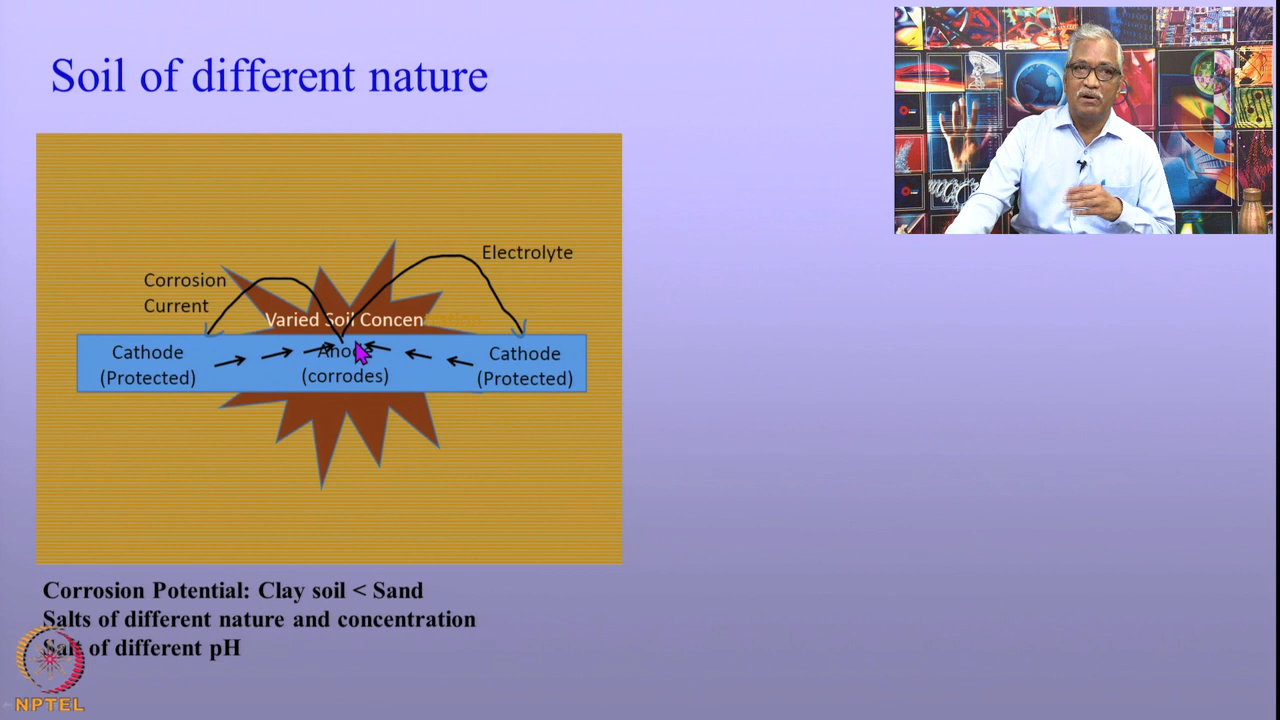 Soil of different nature
Electrolyte
Corrosion
Current
Varied Soil Concentration
Cathode
(Protected)
Anode
(corrodes)
Cathode
(Protected)
Corrosion Potential: Clay soil < Sand
Salts of different nature and concentration
Salt of different pH
NPTEL